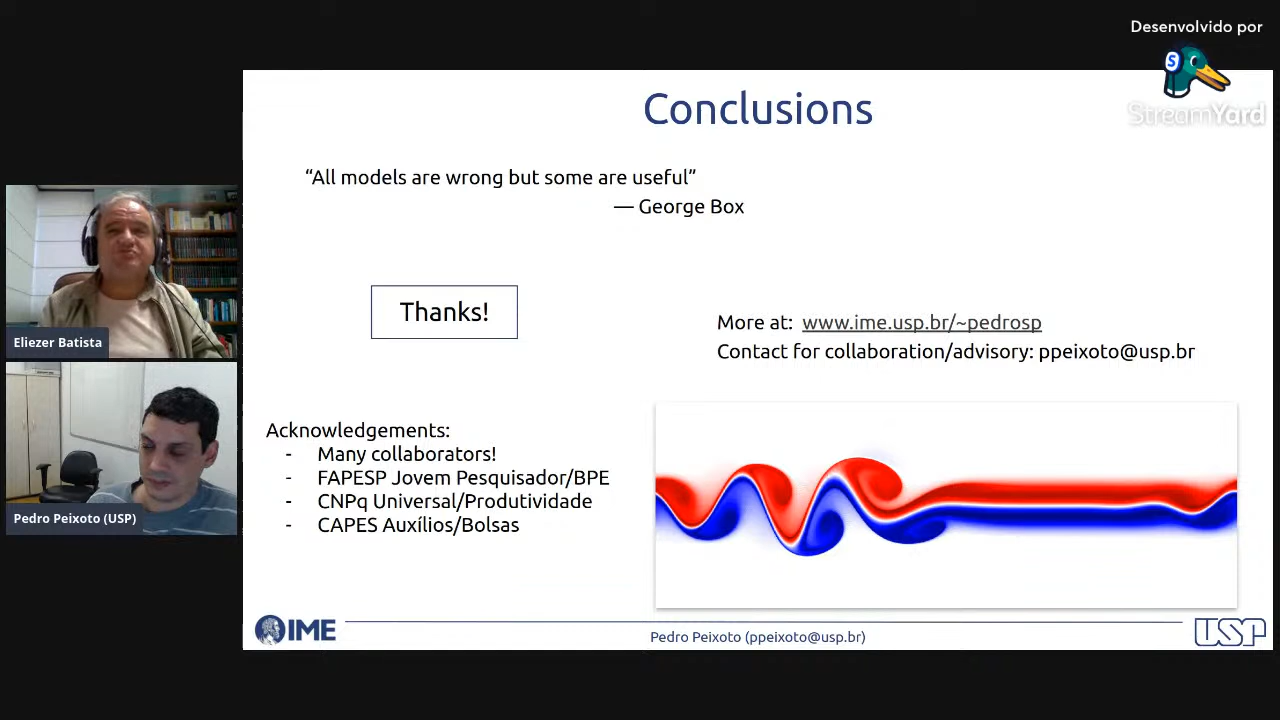 Desenvolvido por
S
StreamYard
Conclusions
“All models are wrong but some are useful”
— George Box
Thanks!
More at: www.ime.usp.br/~pedrosp
Contact for collaboration/advisory: ppeixoto@usp.br
Eliezer Batista
Pedro Peixoto (USP)
Acknowledgements:
- Many collaborators!
- FAPESP Jovem Pesquisador/BPE
- CNPq Universal/Produtividade
- CAPES Auxílios/Bolsas
IME
Pedro Peixoto (ppeixoto@usp.br)
USP